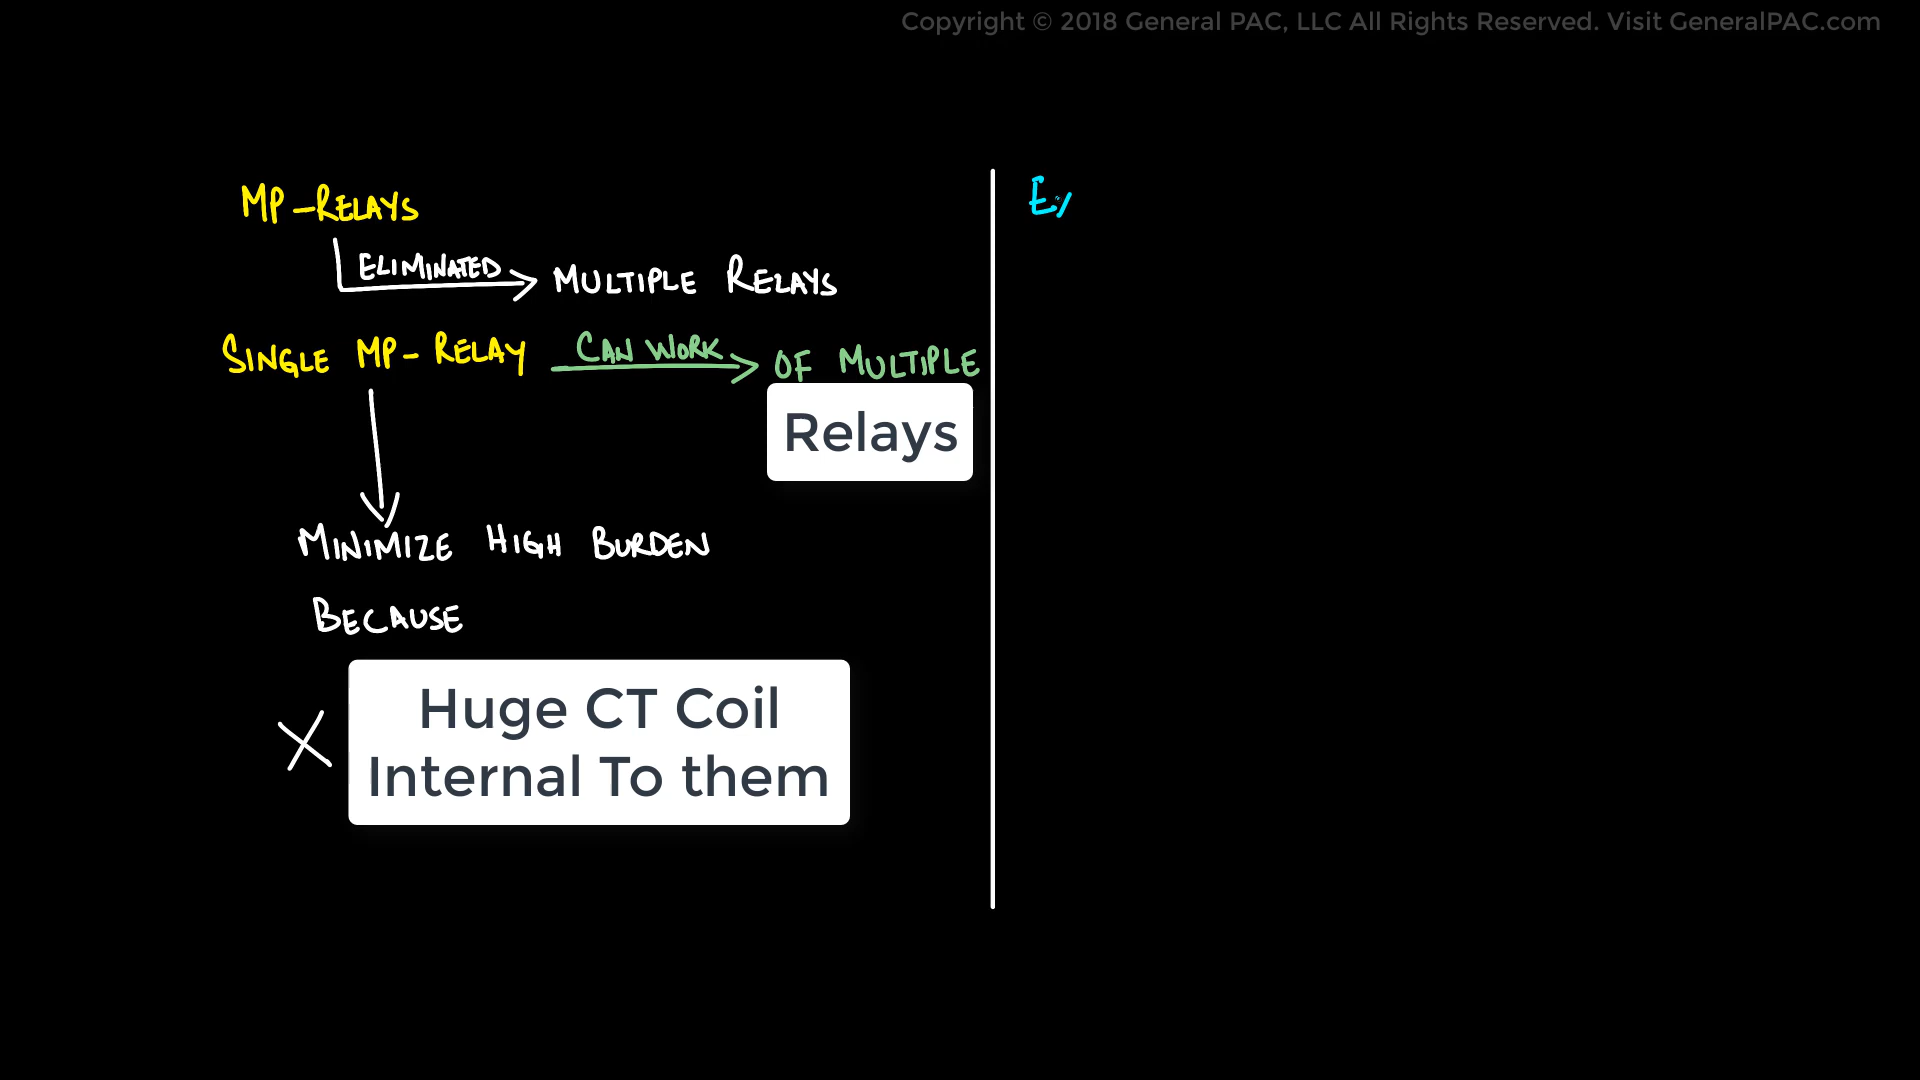 Copyright © 2018 General PAC, LLC All Rights Reserved. Visit GeneralPAC.com
MP-RELAYS
ELIMINATED
MULTIPLE RELAYS
SINGLE MP-RELAY CAN WORK OF MULTIPLE
Relays
MINIMIZE HIGH BURDEN
BECAUSE
X Huge CT Coil
Internal To them